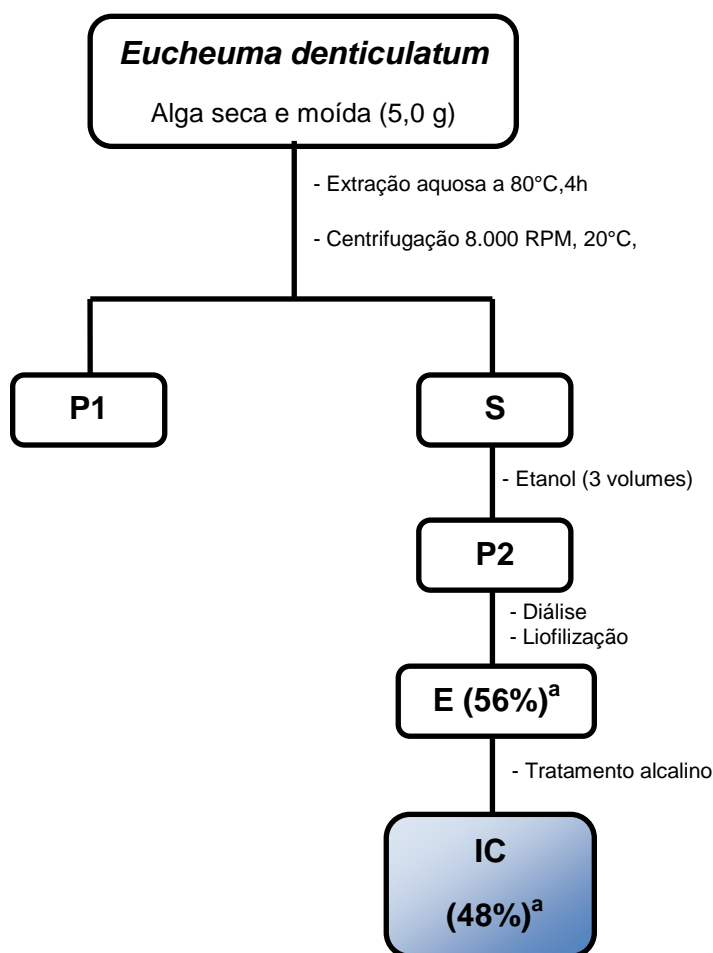 Eucheuma denticulatum
Alga seca e moída (5,0 g)
- Extração aquosa a 80°C,4h
- Centrifugação 8.000 RPM, 20°C,
P1
S
- Etanol (3 volumes)
P2
- Diálise
- Liofilização
E (56%)ª
- Tratamento alcalino
IC
(48%)ª